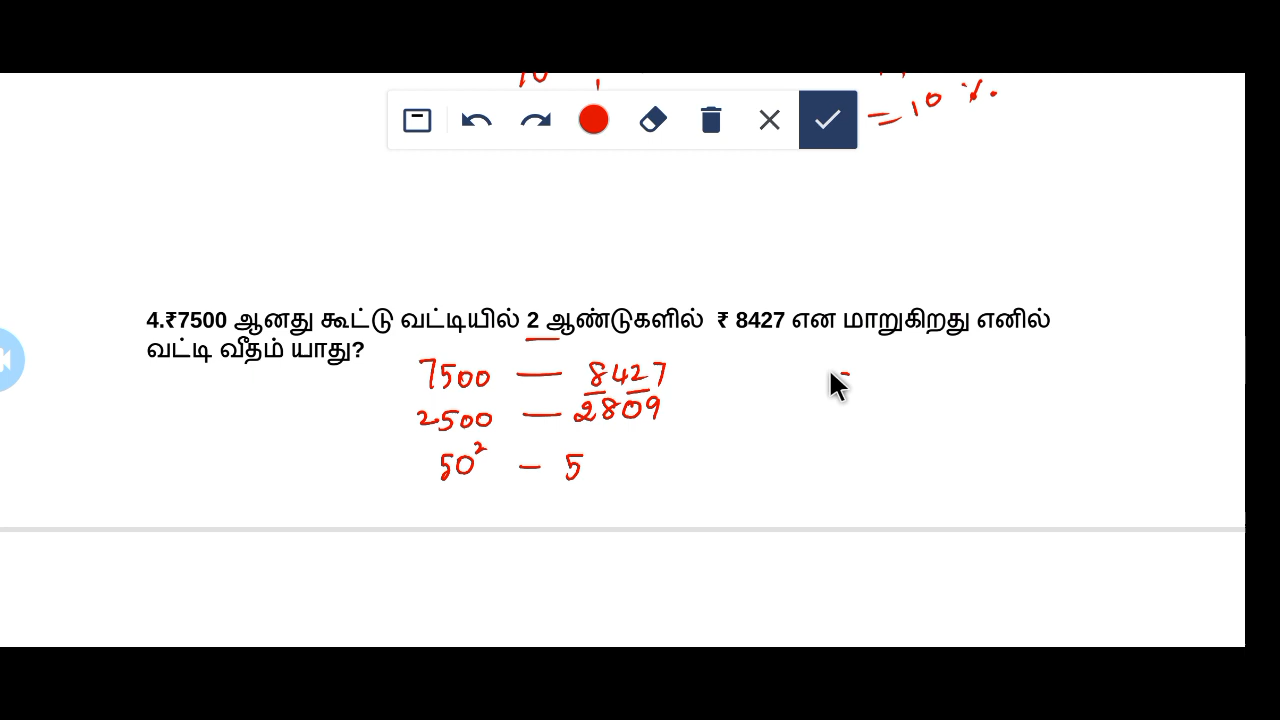 = 10 %.
4.₹7500 ஆனது கூட்டு வட்டியில் 2 ஆண்டுகளில் ₹ 8427 என மாறுகிறது எனில்
வட்டி வீதம் யாது?
7500 — 8427
2500 — 2809
50² - 5